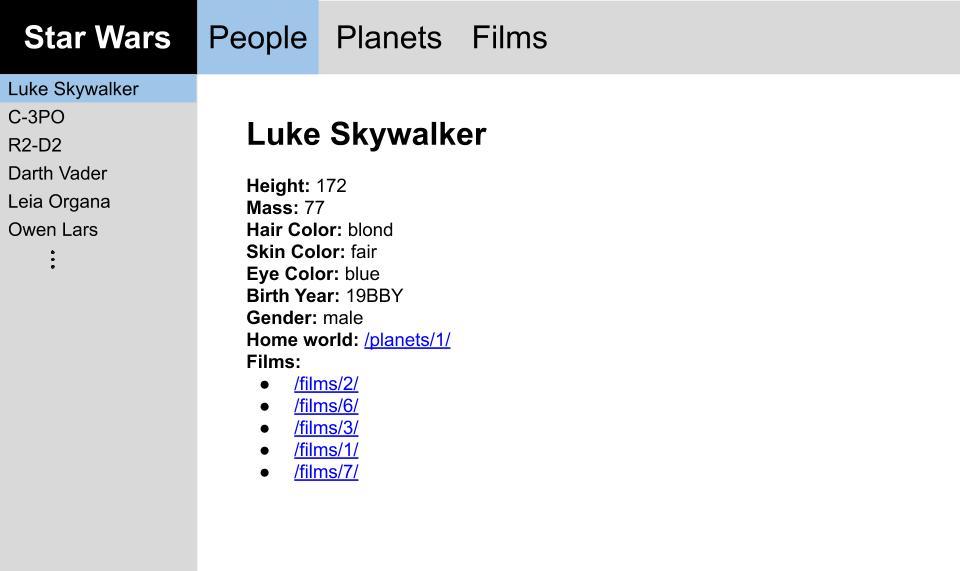 Star Wars People Planets Films
Luke Skywalker
C-3PO
R2-D2
Darth Vader
Leia Organa
Owen Lars
Luke Skywalker
Height: 172
Mass: 77
Hair Color: blond
Skin Color: fair
Eye Color: blue
Birth Year: 19BBY
Gender: male
Home world: /planets/1/
Films:
● /films/2/
● /films/6/
● /films/3/
● /films/1/
● /films/7/